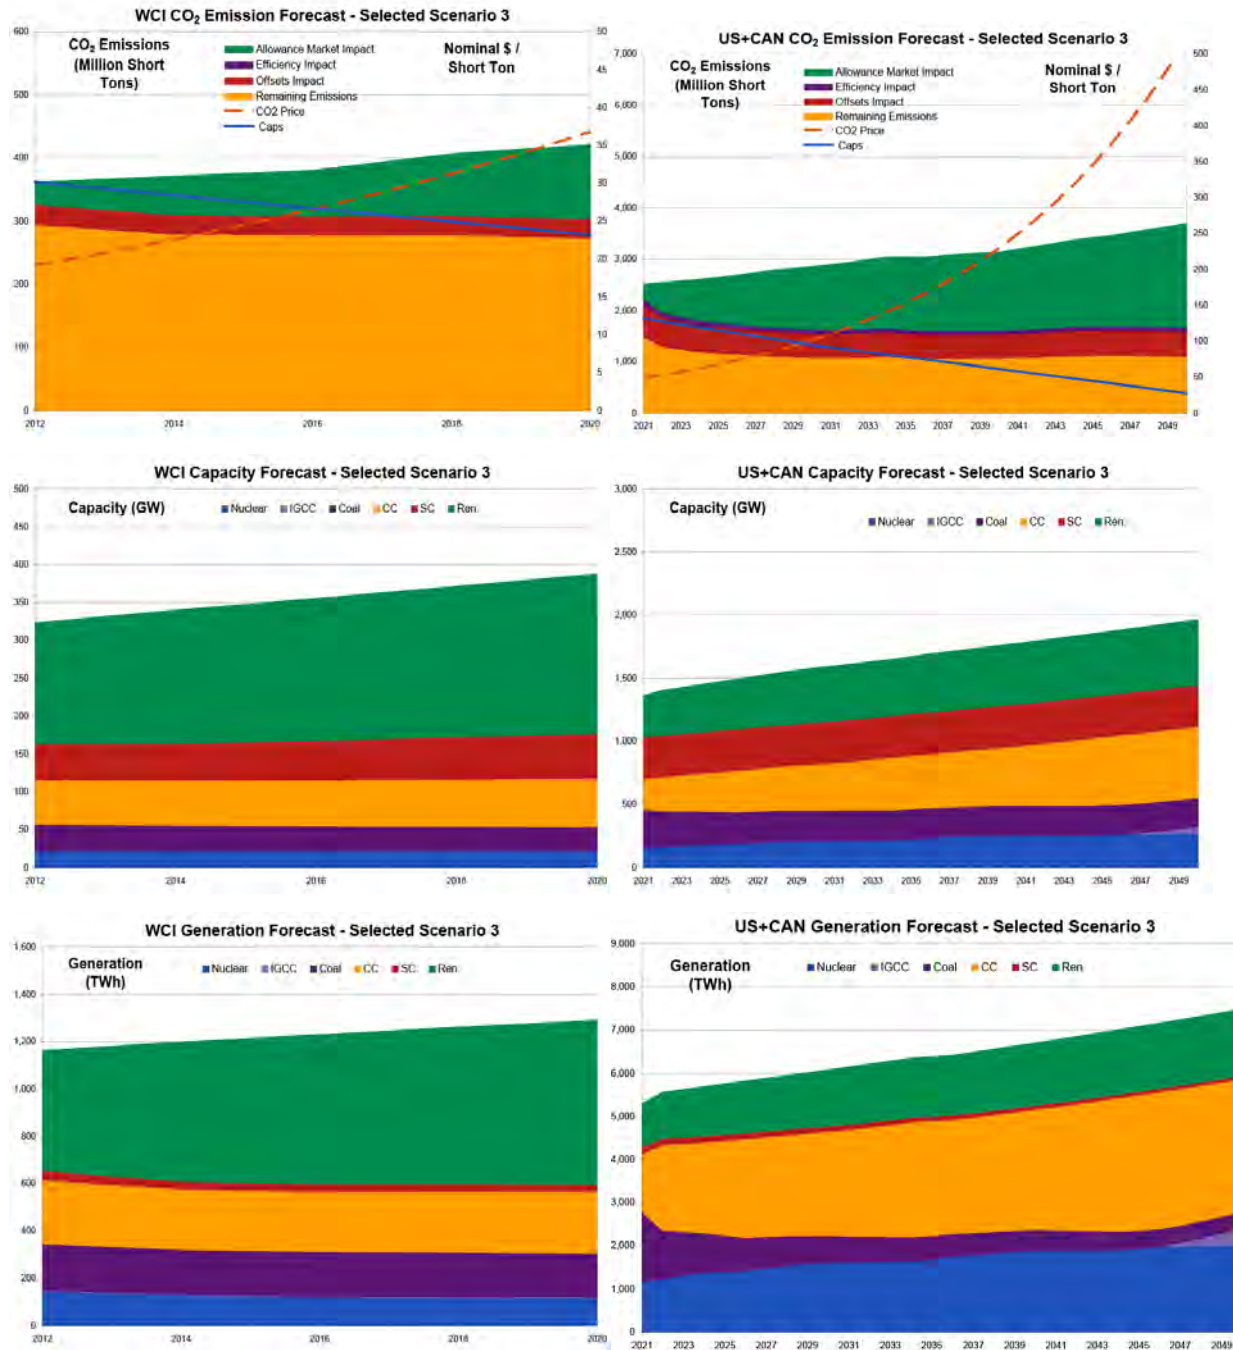 WCI CO₂ Emission Forecast - Selected Scenario 3
600
500
400
300
200
100
0
50
45
40
35
30
25
20
15
10
5
0
CO₂ Emissions
(Million Short
Tons)
Allowance Market Impact
Efficiency Impact
Offsets Impact
Remaining Emissions
CO2 Price
Caps
Nominal $ /
Short Ton
2012 2014 2016 2018 2020
US+CAN CO₂ Emission Forecast - Selected Scenario 3
7,000
6,000
5,000
4,000
3,000
2,000
1,000
0
500
450
400
350
300
250
200
150
100
50
0
CO₂ Emissions
(Million Short
Tons)
Allowance Market Impact
Efficiency Impact
Offsets Impact
Remaining Emissions
CO2 Price
Caps
Nominal $ /
Short Ton
2021 2023 2025 2027 2029 2031 2033 2035 2037 2039 2041 2043 2045 2047 2049
WCI Capacity Forecast - Selected Scenario 3
500
450
400
350
300
250
200
150
100
50
0
Capacity (GW)
Nuclear IGCC Coal CC SC Ren.
2012 2014 2016 2018 2020
US+CAN Capacity Forecast - Selected Scenario 3
3,000
2,500
2,000
1,500
1,000
500
0
Capacity (GW)
Nuclear IGCC Coal CC SC Ren.
2021 2023 2025 2027 2029 2031 2033 2035 2037 2039 2041 2043 2045 2047 2049
WCI Generation Forecast - Selected Scenario 3
1,600
1,400
1,200
1,000
800
600
400
200
0
Generation
(TWh)
Nuclear IGCC Coal CC SC Ren.
2012 2014 2016 2018 2020
US+CAN Generation Forecast - Selected Scenario 3
9,000
8,000
7,000
6,000
5,000
4,000
3,000
2,000
1,000
0
Generation
(TWh)
Nuclear IGCC Coal CC SC Ren.
2021 2023 2025 2027 2029 2031 2033 2035 2037 2039 2041 2043 2045 2047 2049